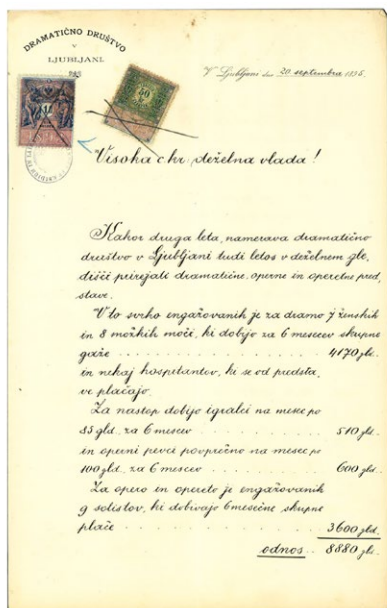 DRAMATIČNO DRUŠTVO
V
LJUBLJANI.
V Ljubljani dne 20. septembra 1895.
50
Visoka c. kr. deželna vlada!
Kakor druga leta, namerava dramatično
društvo v Ljubljani tudi letos v deželnem gle,
dišči prirejati dramatične, operne in operetne pred,
stave.
V to svrho engažovanih je za dramo 7 ženskih
in 8 možkih moči, ki dobijo za 6 mesecev skupne
gaže . . . . . . . . . . 4170 gld.
in nekaj hospitantov, ki se od predsta,
ve plačajo.
Za nastop dobijo igralci na mesec po
85 gld. za 6 mesecev . . . . . . 510 gld.
in operni pevci povprečno na mesec po
100 gld. za 6 mesecev . . . . . . 600 gld.
Za opero in opereto je engažovanih
9 solistov, ki dobivajo 6 mesečne skupne
plače . . . . . . . . . . 3600 gld.
odnos . . 8880 gld.